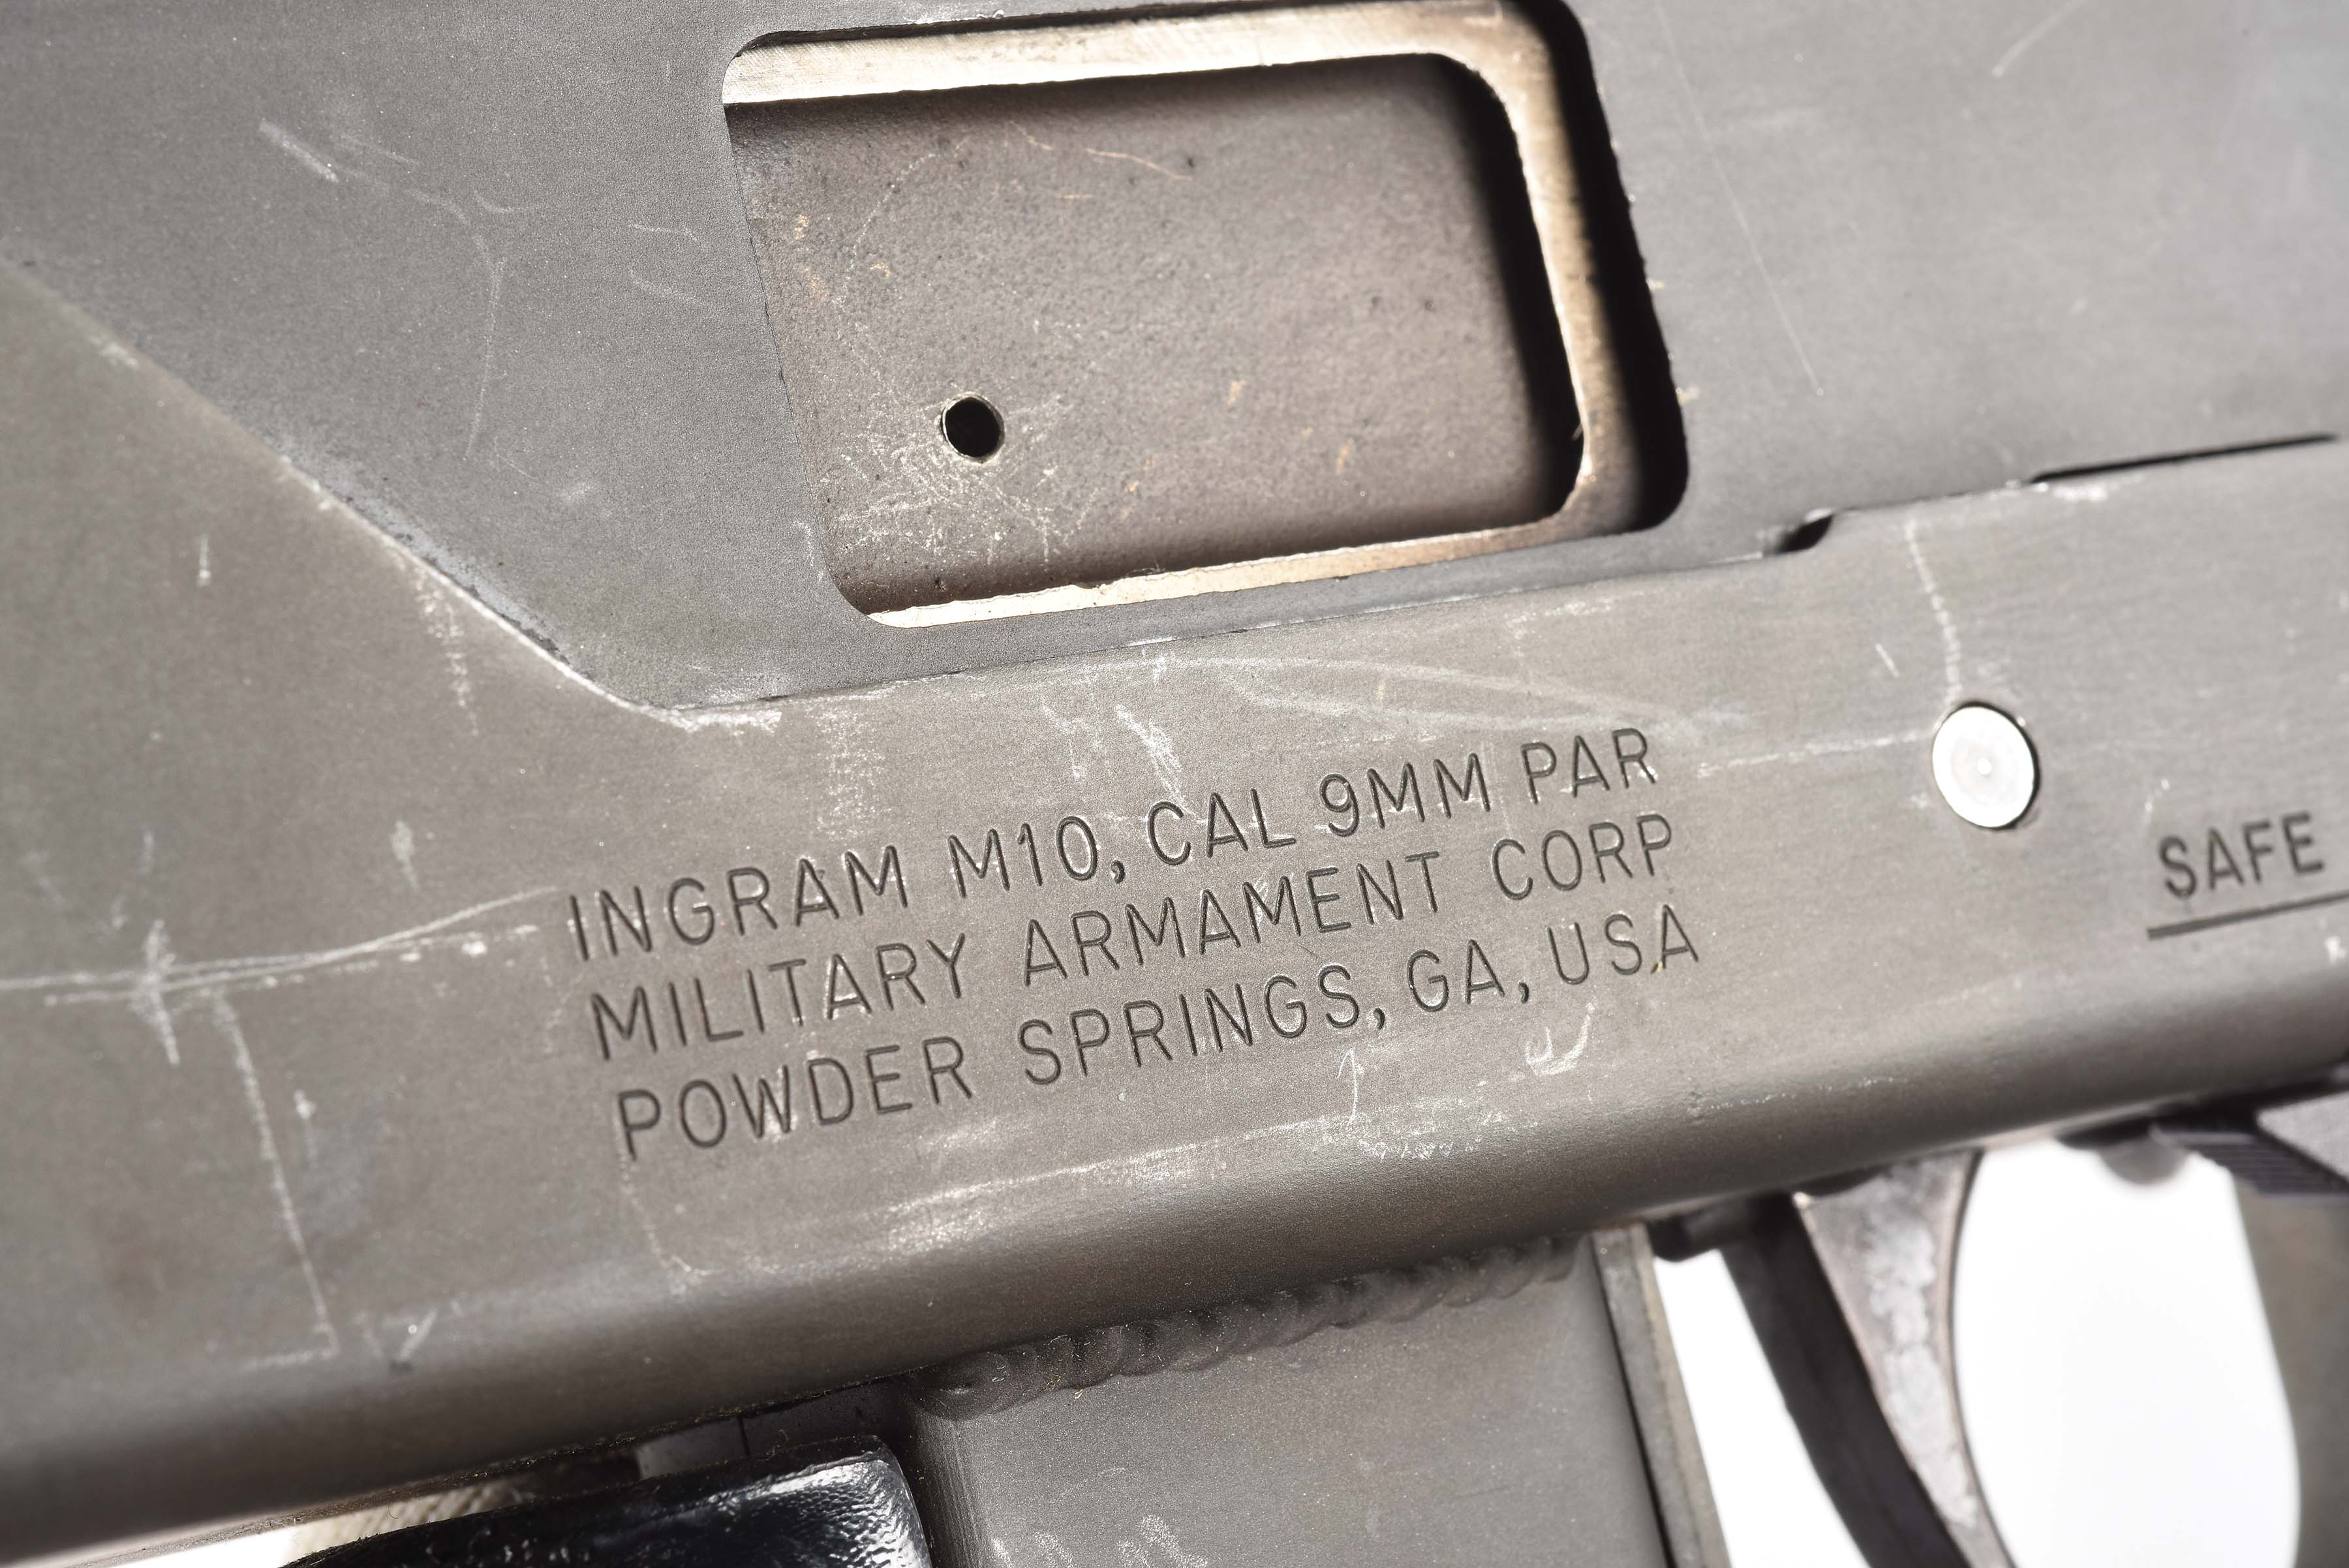 INGRAM M10, CAL 9MM PAR
MILITARY ARMAMENT CORP
POWDER SPRINGS, GA, USA
SAFE